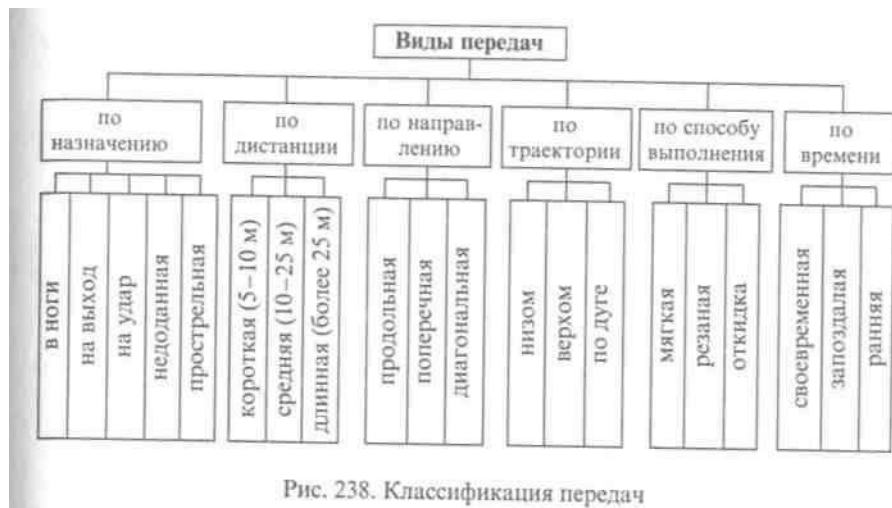 Виды передач
по
назначению
по
дистанции
по направ-
лению
по
траектории
по способу
выполнения
по
времени
в ноги
на выход
на удар
недоданная
прострельная
короткая (5–10 м)
средняя (10–25 м)
длинная (более 25 м)
продольная
поперечная
диагональная
низом
верхом
по дуге
мягкая
резаная
откидка
своевременная
запоздалая
ранняя
Рис. 238. Классификация передач